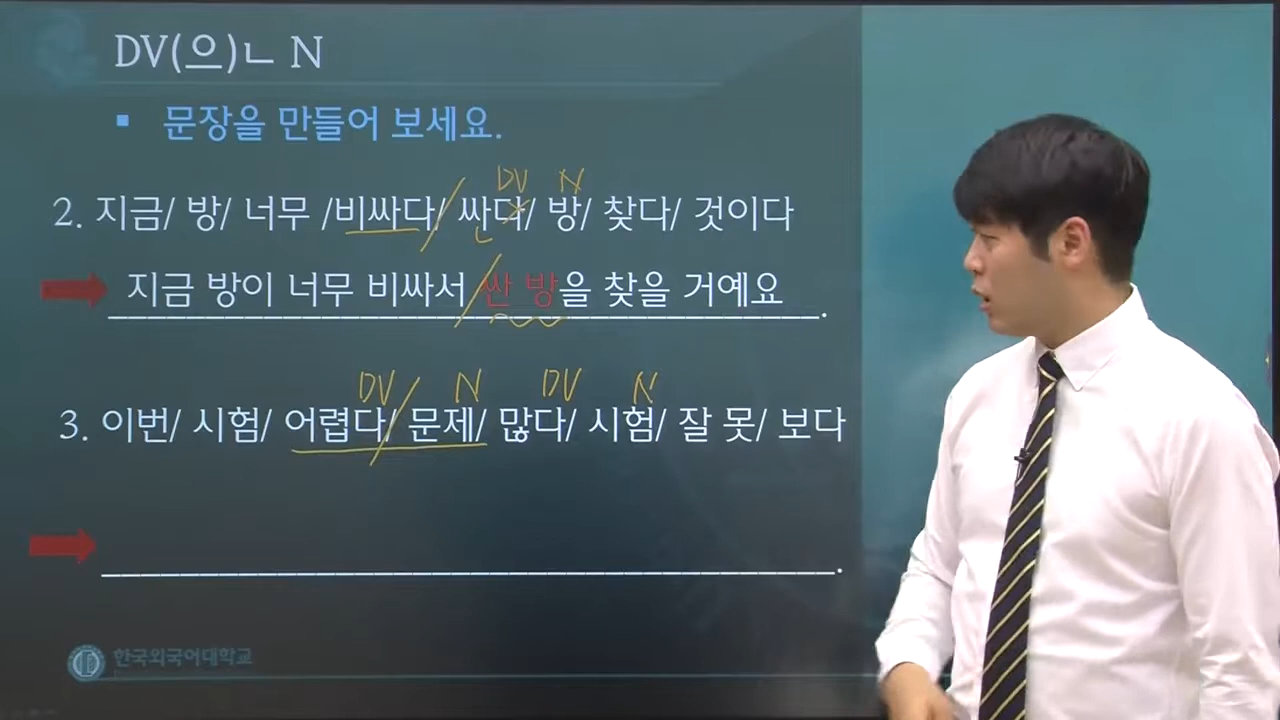 DV(으)ㄴ N
▪ 문장을 만들어 보세요.
DV N
2. 지금/ 방/ 너무 /비싸다/ 싸다/ 방/ 찾다/ 것이다
ㄴ
지금 방이 너무 비싸서 싼 방을 찾을 거예요.
DV N DV N
3. 이번/ 시험/ 어렵다/ 문제/ 많다/ 시험/ 잘 못/ 보다
한국외국어대학교